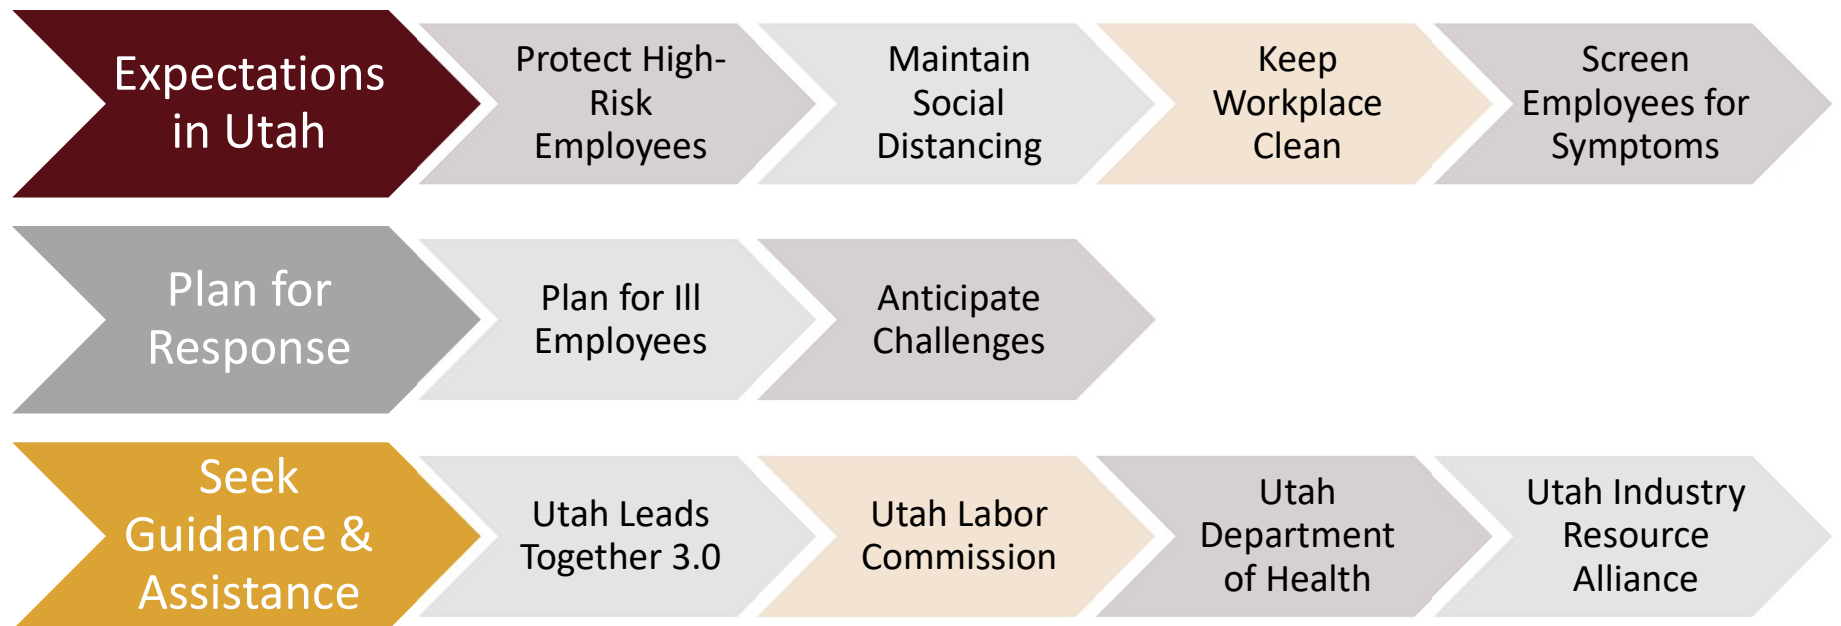 Expectations
in Utah
Protect High-
Risk
Employees
Maintain
Social
Distancing
Keep
Workplace
Clean
Screen
Employees for
Symptoms
Plan for
Response
Plan for Ill
Employees
Anticipate
Challenges
Seek
Guidance &
Assistance
Utah Leads
Together 3.0
Utah Labor
Commission
Utah
Department
of Health
Utah Industry
Resource
Alliance